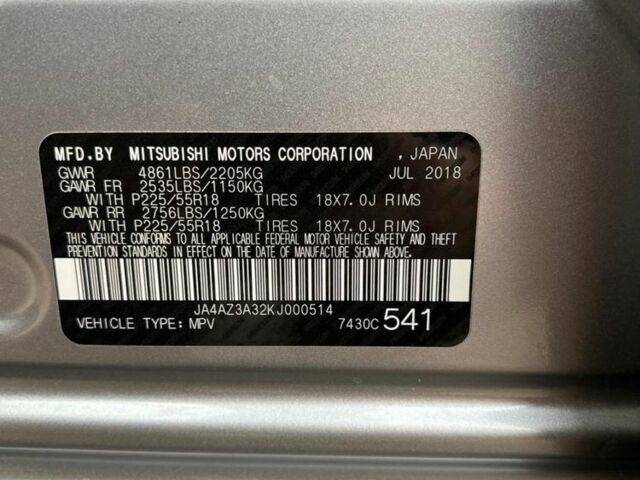 MFD.BY MITSUBISHI MOTORS CORPORATION , JAPAN
GVWR 4861LBS/2205KG JUL 2018
GAWR FR 2535LBS/1150KG
WITH P225/55R18 TIRES 18X7.0J RIMS
GAWR RR 2756LBS/1250KG
WITH P225/55R18 TIRES 18X7.0J RIMS
THIS VEHICLE CONFORMS TO ALL APPLICABLE FEDERAL MOTOR VEHICLE SAFETY AND THEFT
PREVENTION STANDARDS IN EFFECT ON THE DATE OF MANUFACTURE SHOWN ABOVE.
JA4AZ3A32KJ000514
VEHICLE TYPE: MPV 7430C 541